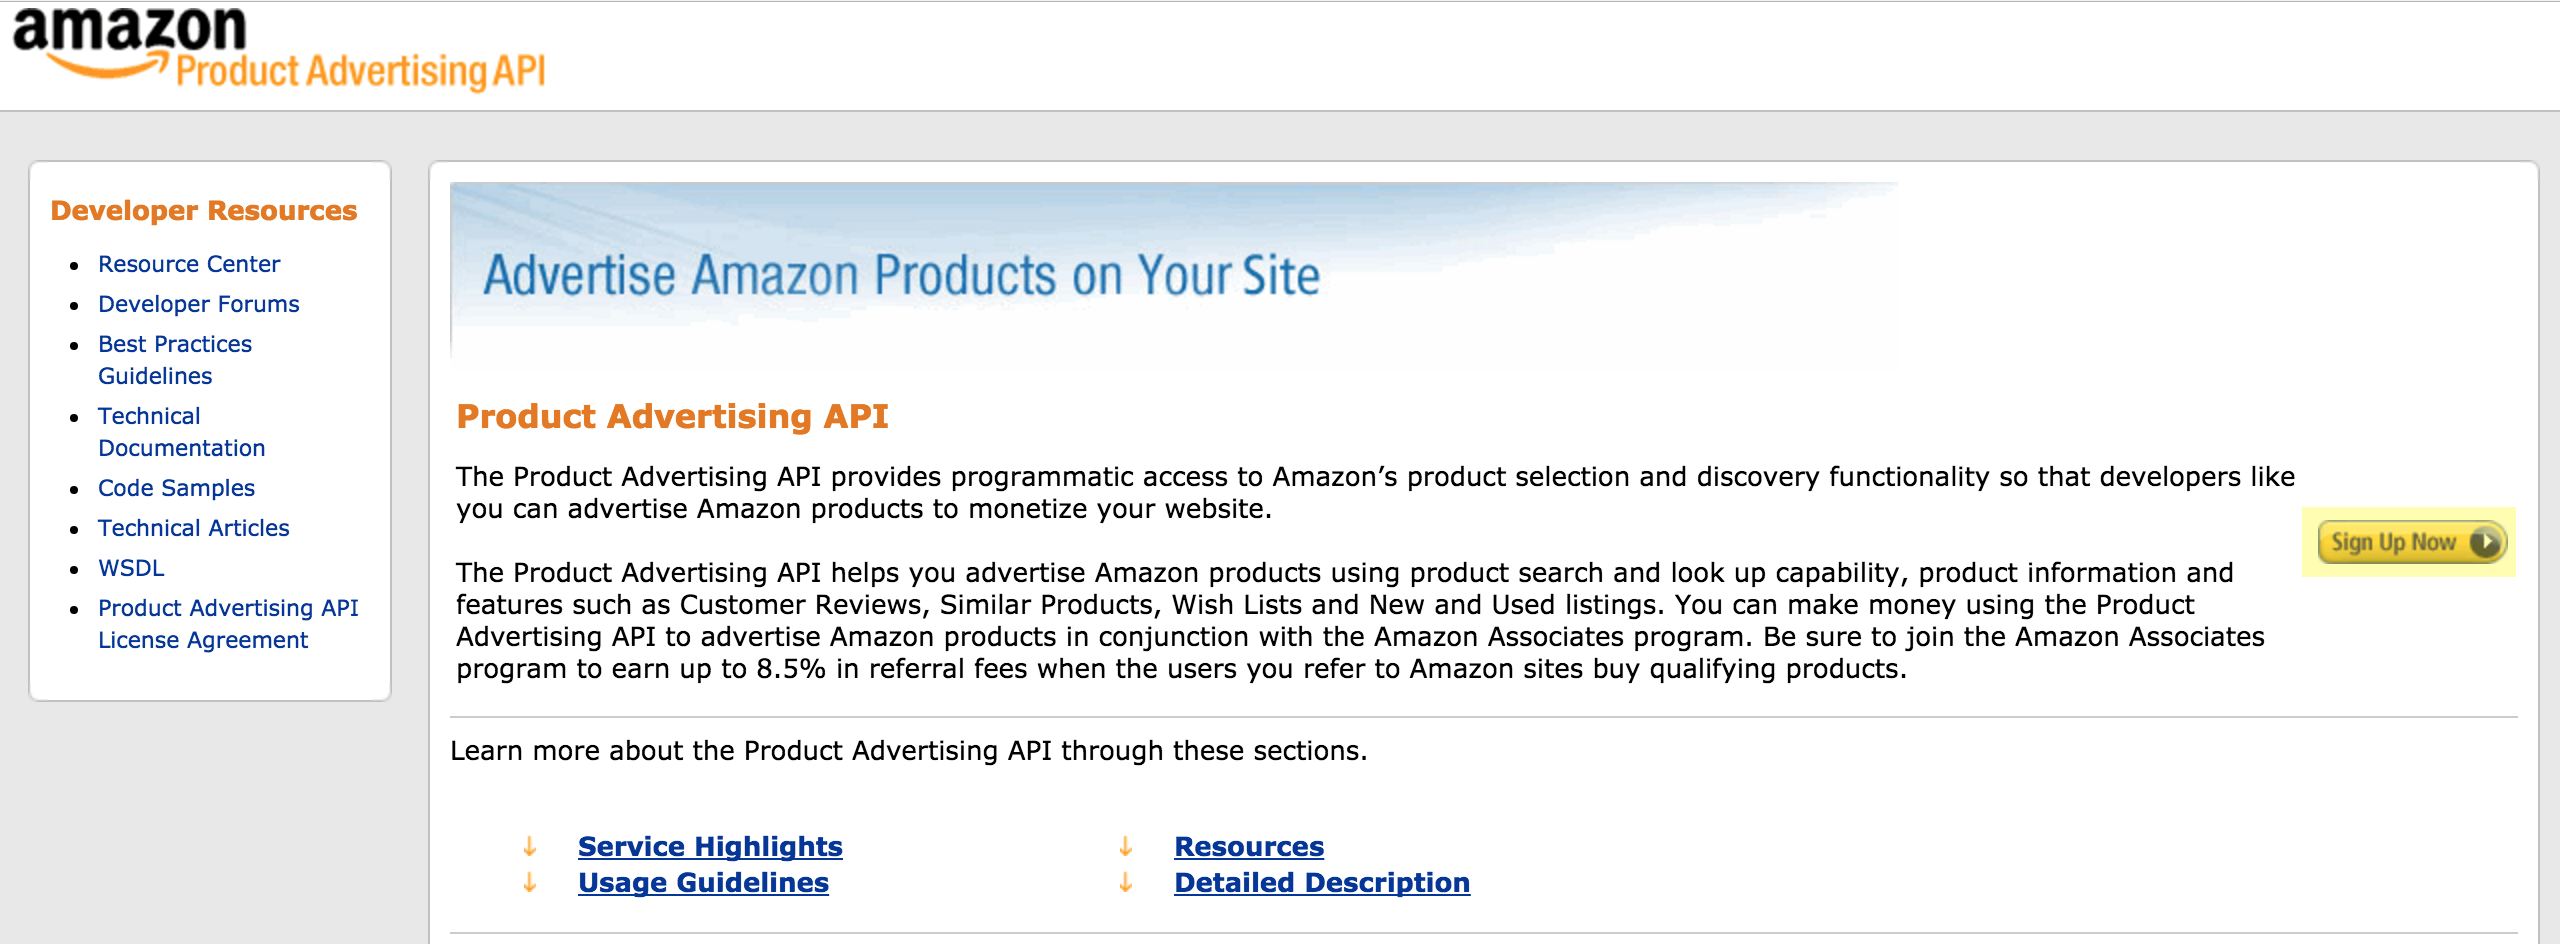 amazon
Product Advertising API
Developer Resources
Resource Center
Developer Forums
Best Practices
Guidelines
Technical
Documentation
Code Samples
Technical Articles
WSDL
Product Advertising API
License Agreement
Advertise Amazon Products on Your Site
Product Advertising API
The Product Advertising API provides programmatic access to Amazon’s product selection and discovery functionality so that developers like
you can advertise Amazon products to monetize your website.
Sign Up Now
The Product Advertising API helps you advertise Amazon products using product search and look up capability, product information and
features such as Customer Reviews, Similar Products, Wish Lists and New and Used listings. You can make money using the Product
Advertising API to advertise Amazon products in conjunction with the Amazon Associates program. Be sure to join the Amazon Associates
program to earn up to 8.5% in referral fees when the users you refer to Amazon sites buy qualifying products.
Learn more about the Product Advertising API through these sections.
Service Highlights
Usage Guidelines
Resources
Detailed Description